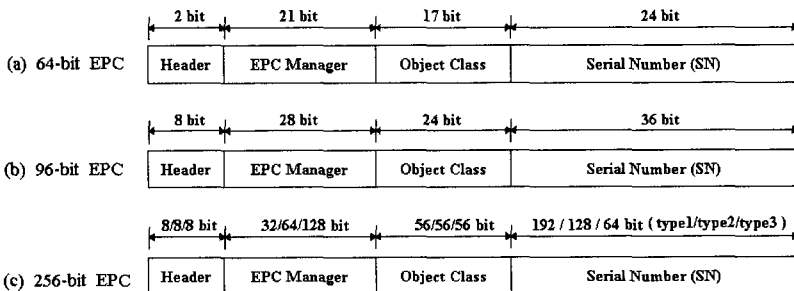 2 bit 21 bit 17 bit 24 bit
(a) 64-bit EPC Header EPC Manager Object Class Serial Number (SN)
8 bit 28 bit 24 bit 36 bit
(b) 96-bit EPC Header EPC Manager Object Class Serial Number (SN)
8/8/8 bit 32/64/128 bit 56/56/56 bit 192 / 128 / 64 bit ( type1/type2/type3 )
(c) 256-bit EPC Header EPC Manager Object Class Serial Number (SN)